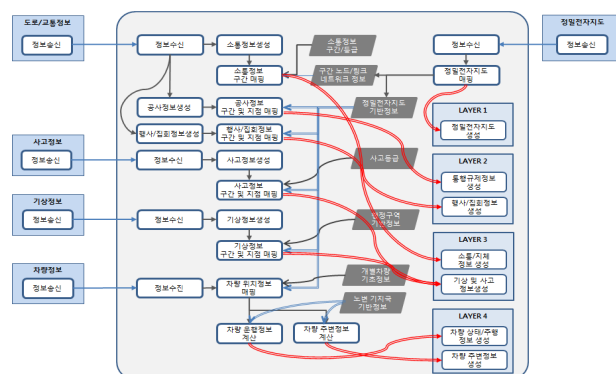 도로/교통정보
정보송신
사고정보
정보송신
기상정보
정보송신
차량정보
정보송신
정보수신
소통정보생성
소통정보
구간 매핑
공사정보생성
공사정보
구간 및 지점 매핑
행사/집회정보생성
행사/집회정보
구간 및 지점 매핑
정보수신
사고정보생성
사고정보
구간 및 지점 매핑
정보수신
기상정보생성
기상정보
구간 및 지점 매핑
정보수진
차량 위치정보
매핑
차량 운행정보
계산
차량 주변정보
계산
소통정보
구간/등급
구간 노드/링크
네트워크 정보
정밀전자지도
기반정보
사고등급
기반정보
개별차량
기초정보
노변 기지국
기반정보
정밀전자지도
정보송신
정보수신
정밀전자지도
매핑
LAYER 1
정밀전자지도
생성
LAYER 2
통행규제정보
생성
행사/집회정보
생성
LAYER 3
소통/지체
정보 생성
기상 및 사고
정보생성
LAYER 4
차량 상태/주행
정보 생성
차량 주변정보
생성